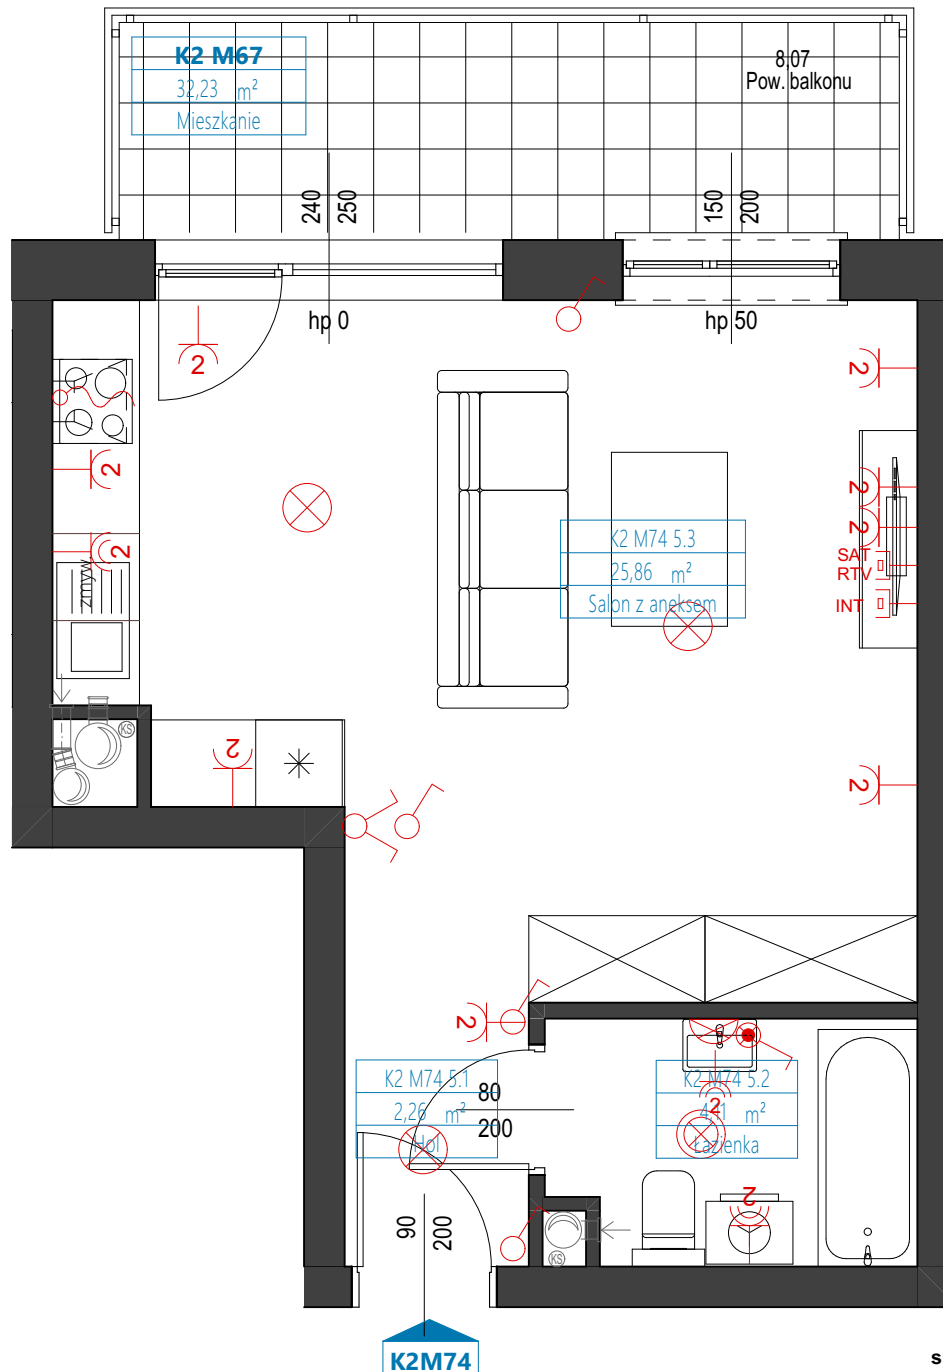 K2 M67
32,23 m²
Mieszkanie
8,07
Pow. balkonu
240
250
150
200
hp 0
hp 50
2
2
2
2
2
2
K2 M74 5.3
25,86 m²
Salon z aneksem
SAT
RTV
INT
zmyw.
KS
2
2
2
K2 M74 5.1
2,26 m²
Hol
80
200
K2 M74 5.2
4,11 m²
Łazienka
2
2
90
200
KS
K2M74
s